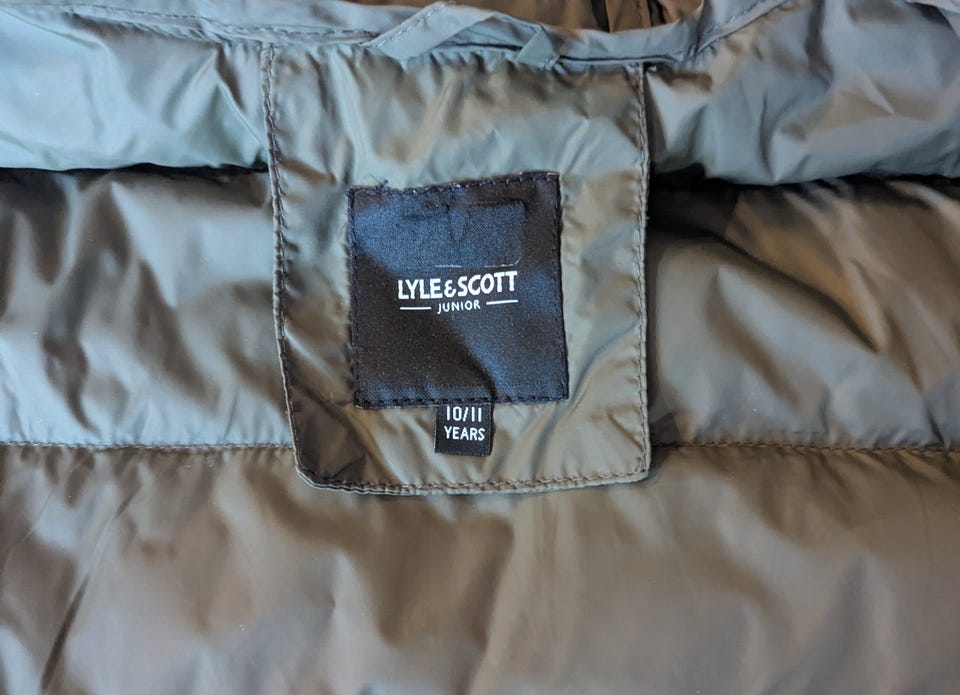 LYLE&SCOTT
JUNIOR
10/11
YEARS